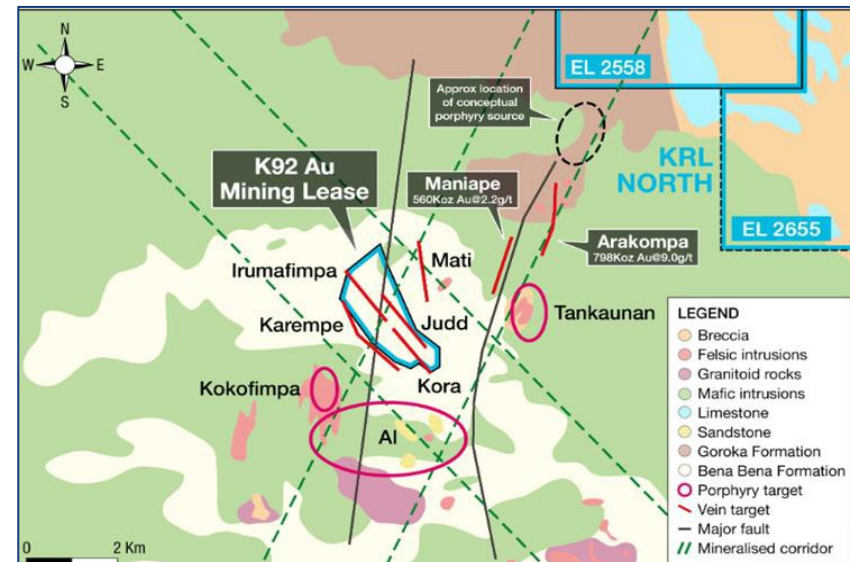 N
W
E
S
EL 2558
Approx location
of conceptual
porphyry source
KRL
NORTH
K92 Au
Mining Lease
Maniape
560Koz Au@2.2g/t
EL 2655
Arakompa
798Koz Au@9.0g/t
Irumafimpa
Mati
Karempe
Judd
Tankaunan
Kora
Kokofimpa
AI
LEGEND
Breccia
Felsic intrusions
Granitoid rocks
Mafic intrusions
Limestone
Sandstone
Goroka Formation
Bena Bena Formation
Porphyry target
Vein target
Major fault
Mineralised corridor
0
2 Km